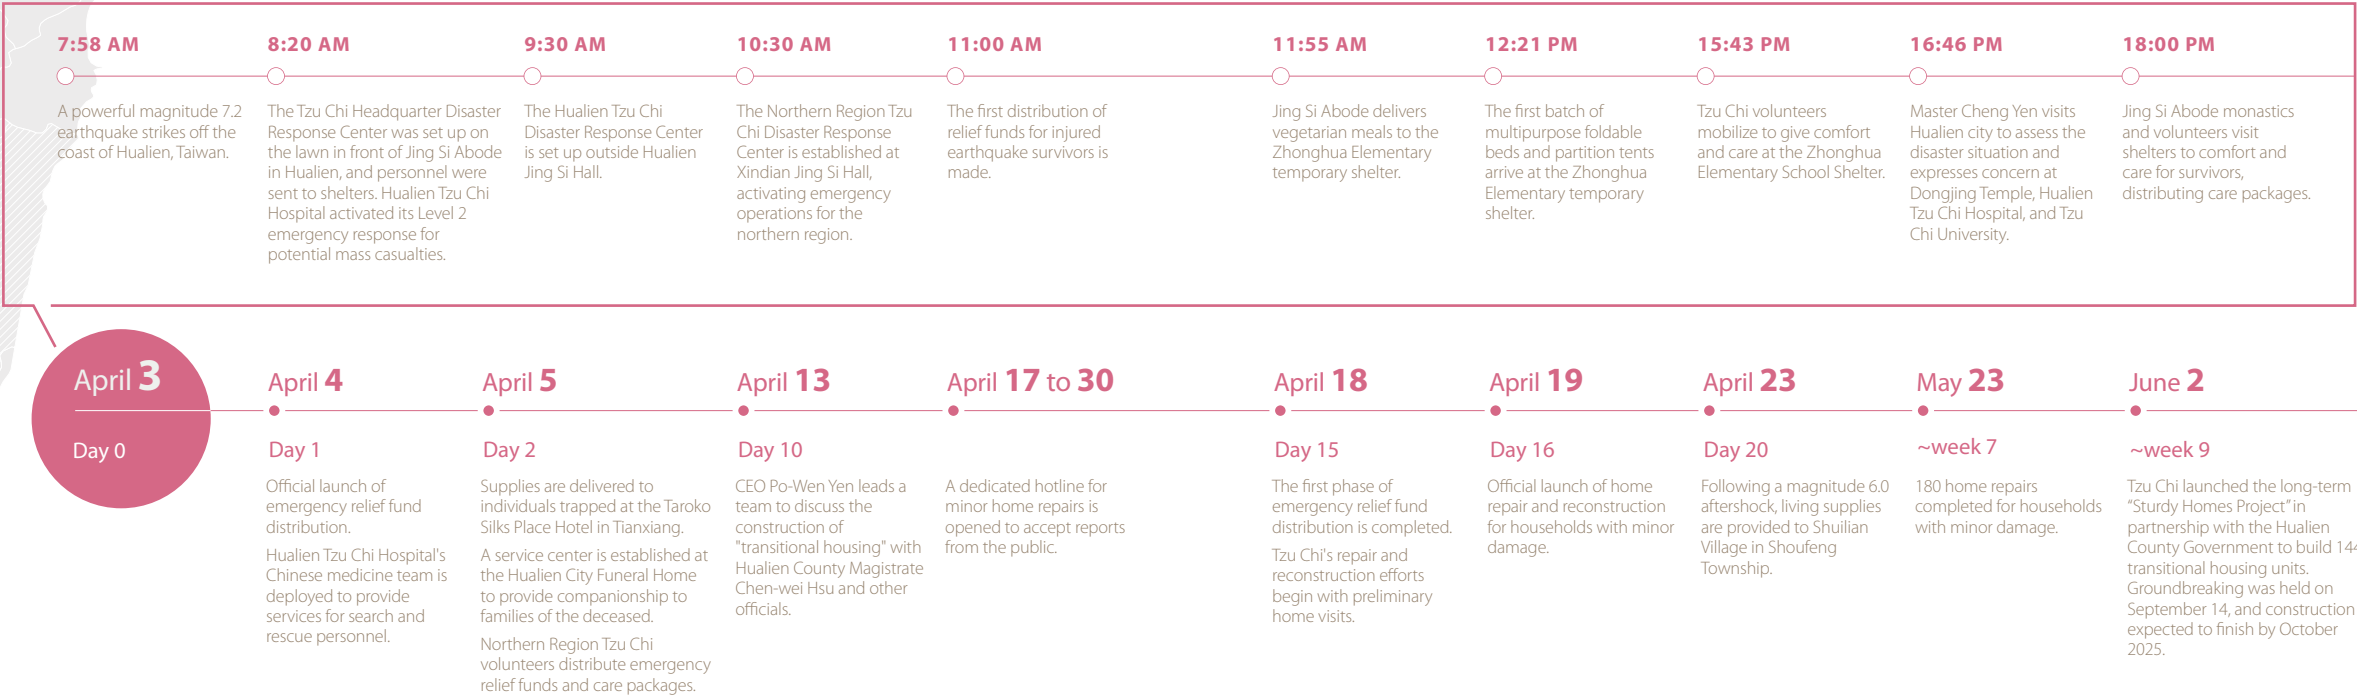 7:58 AM
A powerful magnitude 7.2
earthquake strikes off the
coast of Hualien, Taiwan.
8:20 AM
The Tzu Chi Headquarter Disaster
Response Center was set up on
the lawn in front of Jing Si Abode
in Hualien, and personnel were
sent to shelters. Hualien Tzu Chi
Hospital activated its Level 2
emergency response for
potential mass casualties.
9:30 AM
The Hualien Tzu Chi
Disaster Response Center
is set up outside Hualien
Jing Si Hall.
10:30 AM
The Northern Region Tzu
Chi Disaster Response
Center is established at
Xindian Jing Si Hall,
activating emergency
operations for the
northern region.
11:00 AM
The first distribution of
relief funds for injured
earthquake survivors is
made.
11:55 AM
Jing Si Abode delivers
vegetarian meals to the
Zhonghua Elementary
temporary shelter.
12:21 PM
The first batch of
multipurpose foldable
beds and partition tents
arrive at the Zhonghua
Elementary temporary
shelter.
15:43 PM
Tzu Chi volunteers
mobilize to give comfort
and care at the Zhonghua
Elementary School Shelter.
16:46 PM
Master Cheng Yen visits
Hualien city to assess the
disaster situation and
expresses concern at
Dongjing Temple, Hualien
Tzu Chi Hospital, and Tzu
Chi University.
18:00 PM
Jing Si Abode monastics
and volunteers visit
shelters to comfort and
care for survivors,
distributing care packages.
April 3
Day 0
April 4
Day 1
Official launch of
emergency relief fund
distribution.
Hualien Tzu Chi Hospital's
Chinese medicine team is
deployed to provide
services for search and
rescue personnel.
April 5
Day 2
Supplies are delivered to
individuals trapped at the Taroko
Silks Place Hotel in Tianxiang.
A service center is established at
the Hualien City Funeral Home
to provide companionship to
families of the deceased.
Northern Region Tzu Chi
volunteers distribute emergency
relief funds and care packages.
April 13
Day 10
CEO Po-Wen Yen leads a
team to discuss the
construction of
"transitional housing" with
Hualien County Magistrate
Chen-wei Hsu and other
officials.
April 17 to 30
A dedicated hotline for
minor home repairs is
opened to accept reports
from the public.
April 18
Day 15
The first phase of
emergency relief fund
distribution is completed.
Tzu Chi's repair and
reconstruction efforts
begin with preliminary
home visits.
April 19
Day 16
Official launch of home
repair and reconstruction
for households with minor
damage.
April 23
Day 20
Following a magnitude 6.0
aftershock, living supplies
are provided to Shuilian
Village in Shoufeng
Township.
May 23
~week 7
180 home repairs
completed for households
with minor damage.
June 2
~week 9
Tzu Chi launched the long-term
“Sturdy Homes Project” in
partnership with the Hualien
County Government to build 144
transitional housing units.
Groundbreaking was held on
September 14, and construction
expected to finish by October
2025.